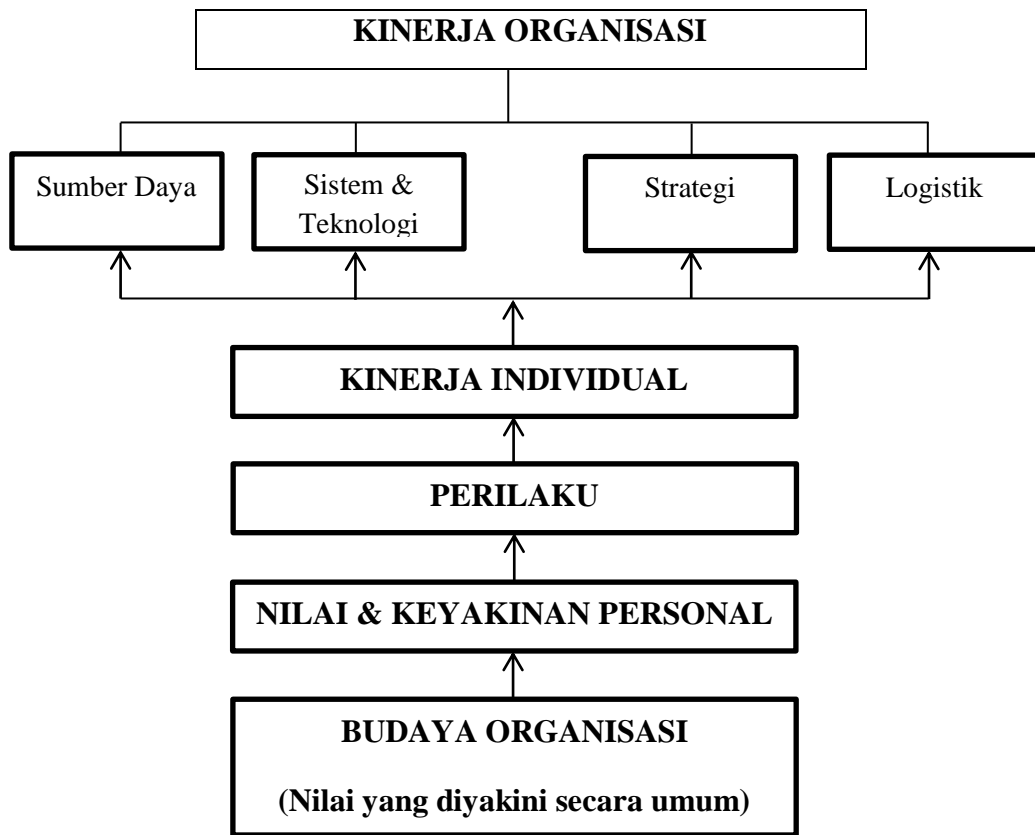 KINERJA ORGANISASI
Sumber Daya
Sistem &
Teknologi
Strategi
Logistik
KINERJA INDIVIDUAL
PERILAKU
NILAI & KEYAKINAN PERSONAL
BUDAYA ORGANISASI
(Nilai yang diyakini secara umum)